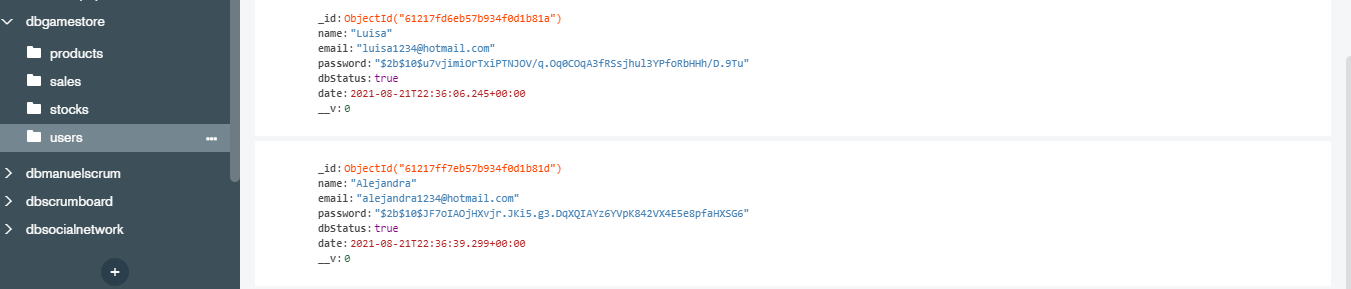 dbgamestore
products
sales
stocks
users
dbmanuelscrum
dbscrumboard
dbsocialnetwork
+
_id: ObjectId("61217fd6eb57b934f0d1b81a")
name: "Luisa"
email: "luisa1234@hotmail.com"
password: "$2b$10$u7vjimiOrTxiPTNJOV/q.Oq0COqA3fRSsjhul3YPfoRbHHh/D.9Tu"
dbStatus: true
date: 2021-08-21T22:36:06.245+00:00
__v: 0
_id: ObjectId("61217ff7eb57b934f0d1b81d")
name: "Alejandra"
email: "alejandra1234@hotmail.com"
password: "$2b$10$JF7oIAOjHXvjr.JKi5.g3.DqXQIAYz6YVpK842VX4E5e8pfaHXSG6"
dbStatus: true
date: 2021-08-21T22:36:39.299+00:00
__v: 0